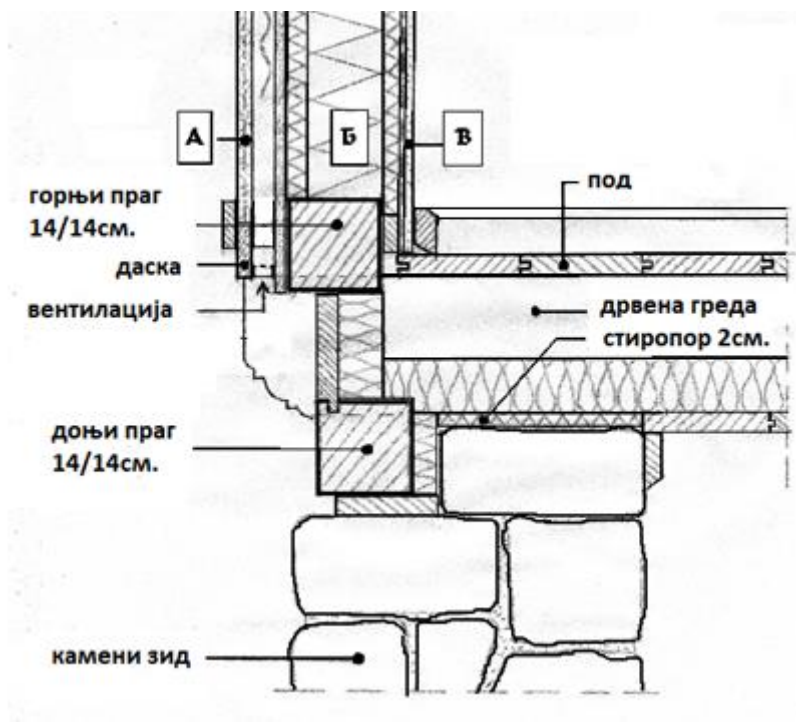 А
Б
В
горњи праг
14/14см.
даска
вентилација
под
дрвена греда
стиропор 2см.
доњи праг
14/14см.
камени зид